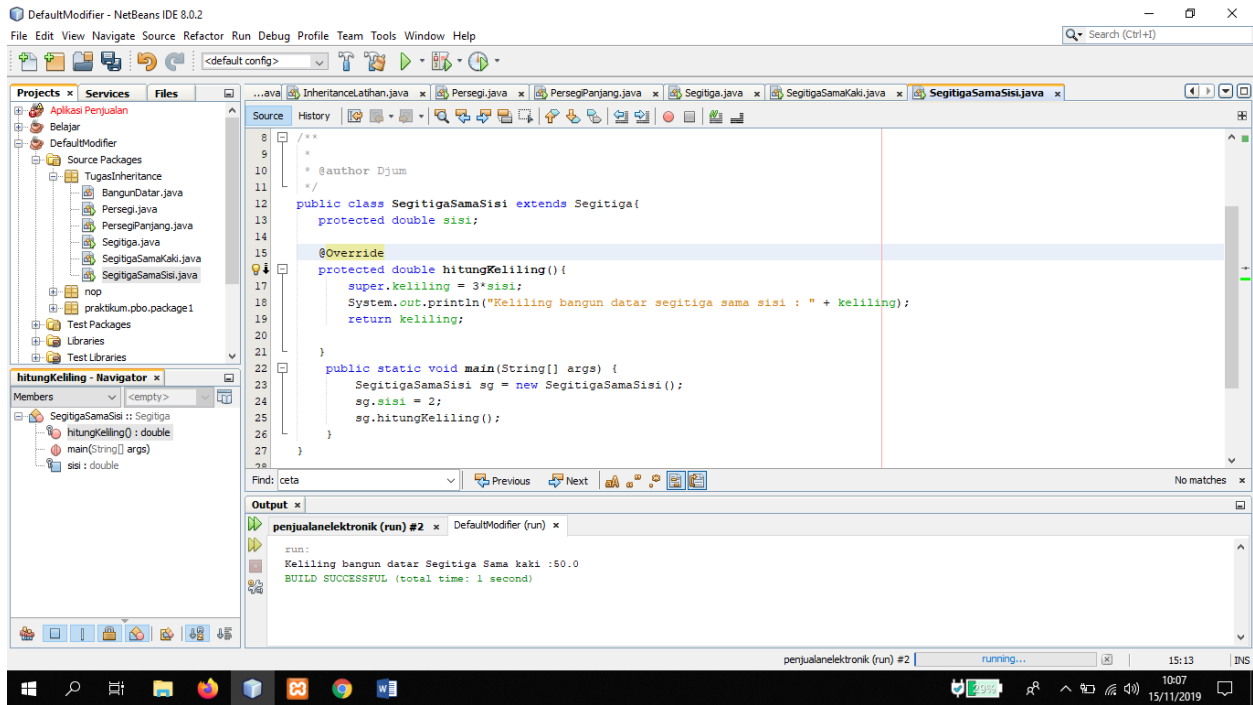 DefaultModifier - NetBeans IDE 8.0.2
File Edit View Navigate Source Refactor Run Debug Profile Team Tools Window Help
Search (Ctrl+I)
<default config>
Projects × Services Files
...ava InheritanceLatihan.java × Persegi.java × PersegiPanjang.java × Segitiga.java × SegitigaSamaKaki.java × SegitigaSamaSisi.java ×
Aplikasi Penjualan
Belajar
DefaultModifier
Source Packages
TugasInheritance
BangunDatar.java
Persegi.java
PersegiPanjang.java
Segitiga.java
SegitigaSamaKaki.java
SegitigaSamaSisi.java
nop
praktikum.pbo.package1
Test Packages
Libraries
Test Libraries
hitungKeliling - Navigator ×
Members <empty>
SegitigaSamaSisi :: Segitiga
hitungKeliling() : double
main(String[] args)
sisi : double
Source History
8 /**
9 *
10 * @author Djum
11 */
12 public class SegitigaSamaSisi extends Segitiga{
13 protected double sisi;
14
15 @Override
protected double hitungKeliling(){
17 super.keliling = 3*sisi;
18 System.out.println("Keliling bangun datar segitiga sama sisi : " + keliling);
19 return keliling;
20
21 }
22 public static void main(String[] args) {
23 SegitigaSamaSisi sg = new SegitigaSamaSisi();
24 sg.sisi = 2;
25 sg.hitungKeliling();
26 }
27 }
28
Find: ceta Previous Next No matches ×
Output ×
penjualanelektronik (run) #2 × DefaultModifier (run) ×
run:
Keliling bangun datar Segitiga Sama kaki :50.0
BUILD SUCCESSFUL (total time: 1 second)
penjualanelektronik (run) #2 running... 15:13 INS
29% 10:07
15/11/2019